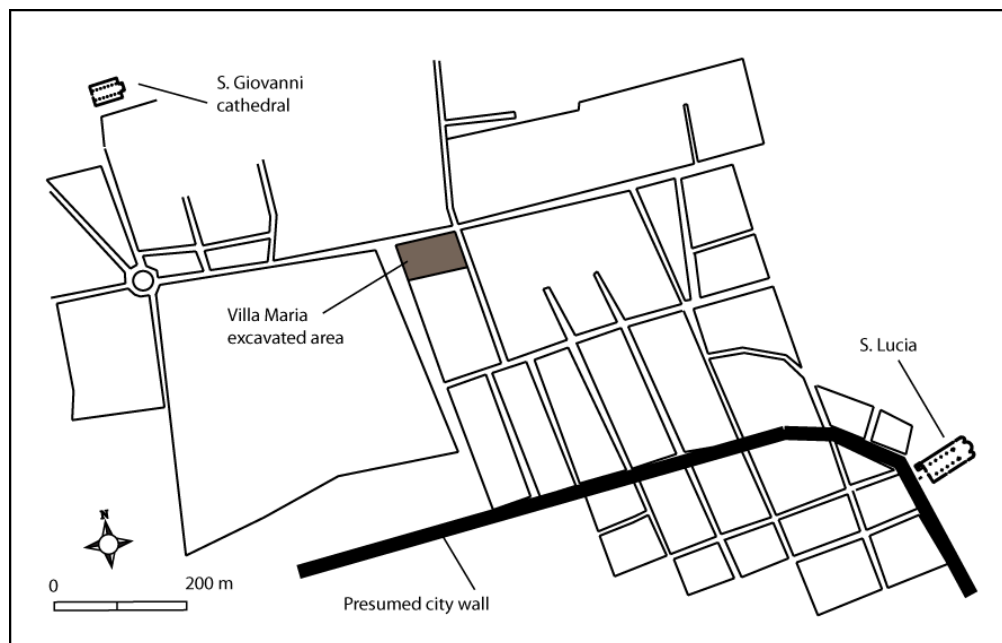 S. Giovanni
cathedral
Villa Maria
excavated area
S. Lucia
N
0 200 m
Presumed city wall